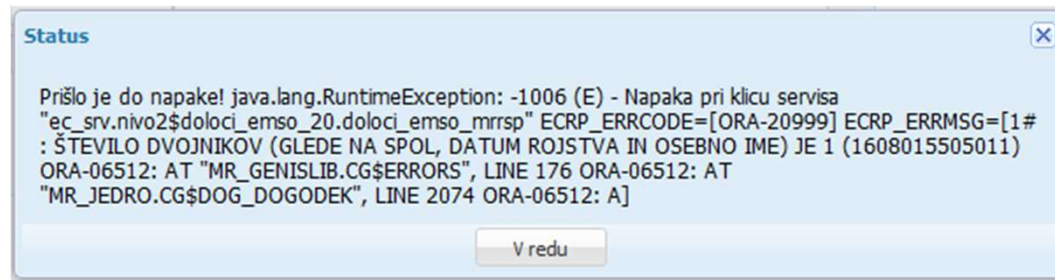 Status
Prišlo je do napake! java.lang.RuntimeException: -1006 (E) - Napaka pri klicu servisa
"ec_srv.nivo2$doloci_emso_20.doloci_emso_mrrsp" ECRP_ERRCODE=[ORA-20999] ECRP_ERRMSG=[1#
: ŠTEVILO DVOJNIKOV (GLEDE NA SPOL, DATUM ROJSTVA IN OSEBNO IME) JE 1 (1608015505011)
ORA-06512: AT "MR_GENISLIB.CG$ERRORS", LINE 176 ORA-06512: AT
"MR_JEDRO.CG$DOG_DOGODEK", LINE 2074 ORA-06512: A]
V redu